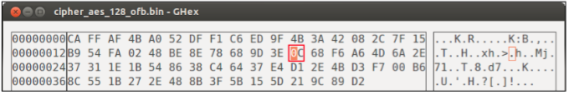 cipher_aes_128_ofb.bin - GHex
00000000CA FF AF 4B A0 52 DF F1 C6 ED 9F 4B 3A 42 08 2C 7F 15 ...K.R.....K:B.,..
00000012B9 54 FA 02 48 BE 8E 78 68 9D 3E 0C 68 F6 A4 4D 6A 2E .T..H..xh.>.h..Mj.
0000002437 31 1E 1B 54 86 38 C4 64 37 E4 D1 2E 4B D3 F7 00 B6 71..T.8.d7...K....
000000368C 55 1B 27 2E 48 8B 3F 5B 15 5D 21 9C 89 D2 .U.'.H.?[.]!...